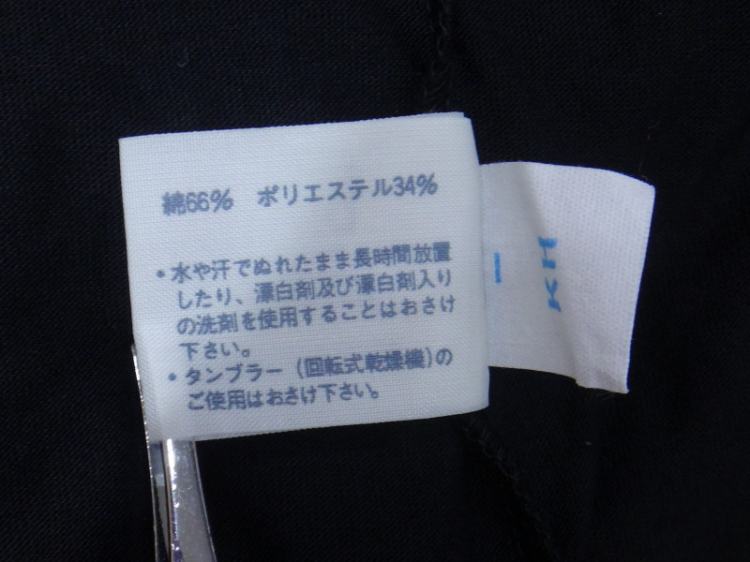 綿66% ポリエステル34%
・水や汗でぬれたまま長時間放置
したり、漂白剤及び漂白剤入り
の洗剤を使用することはおさけ
下さい。
・タンブラー(回転式乾燥機)の
ご使用はおさけ下さい。
KH